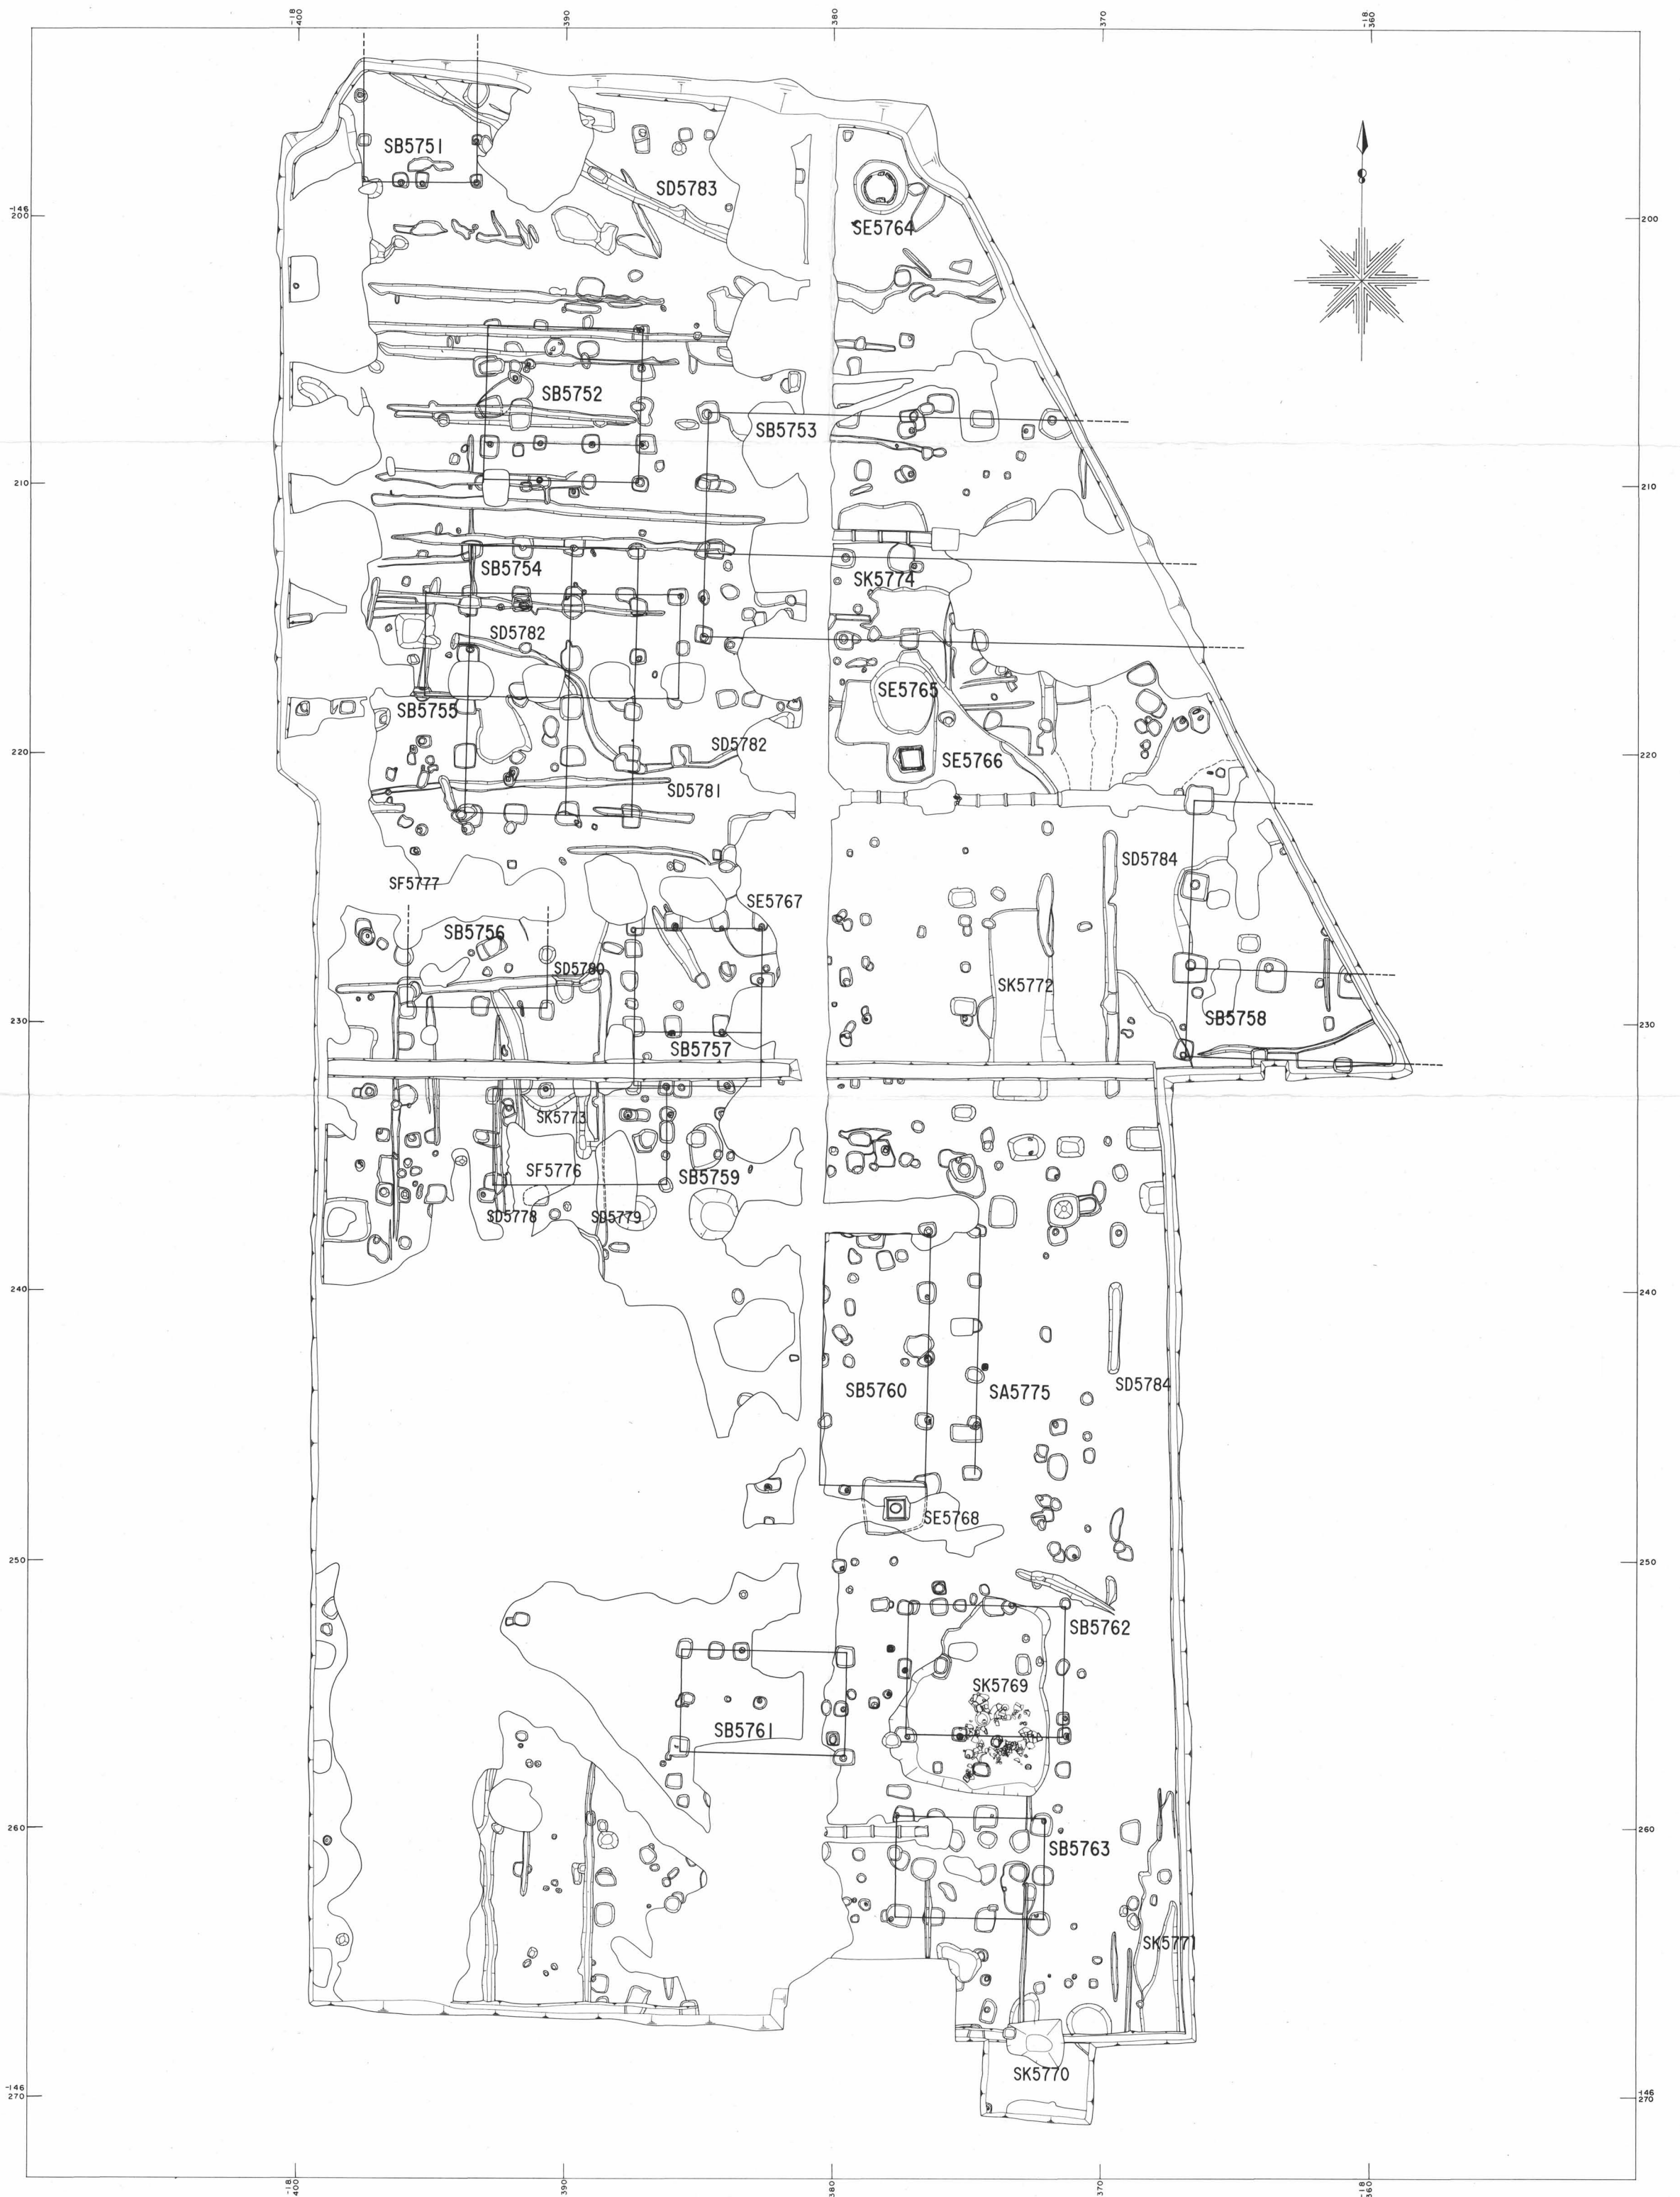 -18
400
390
380
370
-18
360
SB5751
SD5783
SE5764
-146
200
200
SB5752
SB5753
210
210
SB5754
SK5774
SD5782
SE5765
SB5755
SD5782
SE5766
220
220
SD5781
SD5784
SF5777
SE5767
SB5756
SD5780
SK5772
SB5758
230
230
SB5757
SK5773
SF5776
SB5759
SD5778
SD5779
240
240
SB5760
SA5775
SD5784
SE5768
250
250
SB5762
SK5769
SB5761
260
260
SB5763
SK5771
SK5770
-146
270
-146
270
-18
400
390
380
370
-18
360